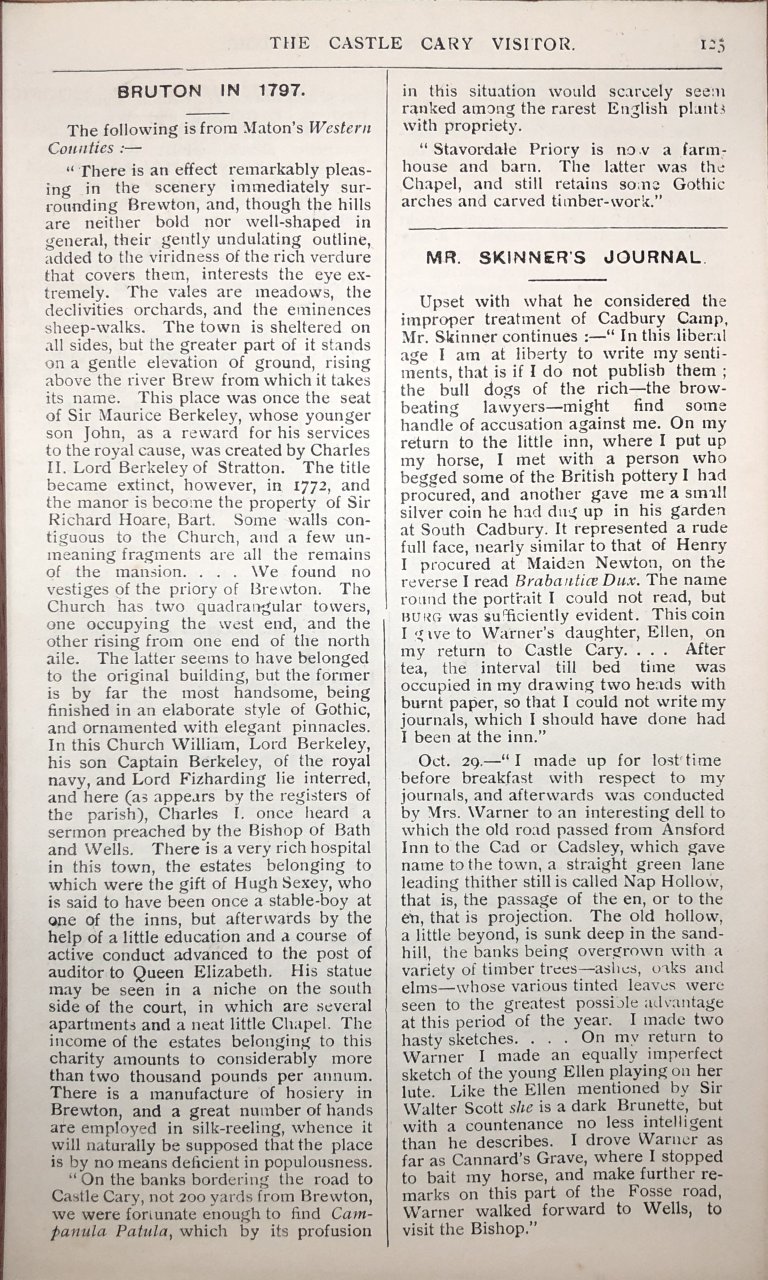 THE CASTLE CARY VISITOR.
125
BRUTON IN 1797.
The following is from Maton's Western
Counties :—
“ There is an effect remarkably pleas-
ing in the scenery immediately sur-
rounding Brewton, and, though the hills
are neither bold nor well-shaped in
general, their gently undulating outline,
added to the viridness of the rich verdure
that covers them, interests the eye ex-
tremely. The vales are meadows, the
declivities orchards, and the eminences
sheep-walks. The town is sheltered on
all sides, but the greater part of it stands
on a gentle elevation of ground, rising
above the river Brew from which it takes
its name. This place was once the seat
of Sir Maurice Berkeley, whose younger
son John, as a reward for his services
to the royal cause, was created by Charles
II. Lord Berkeley of Stratton. The title
became extinct, however, in 1772, and
the manor is become the property of Sir
Richard Hoare, Bart. Some walls con-
tiguous to the Church, and a few un-
meaning fragments are all the remains
of the mansion. . . . We found no
vestiges of the priory of Brewton. The
Church has two quadrangular towers,
one occupying the west end, and the
other rising from one end of the north
aile. The latter seems to have belonged
to the original building, but the former
is by far the most handsome, being
finished in an elaborate style of Gothic,
and ornamented with elegant pinnacles.
In this Church William, Lord Berkeley,
his son Captain Berkeley, of the royal
navy, and Lord Fizharding lie interred,
and here (as appears by the registers of
the parish), Charles I. once heard a
sermon preached by the Bishop of Bath
and Wells. There is a very rich hospital
in this town, the estates belonging to
which were the gift of Hugh Sexey, who
is said to have been once a stable-boy at
one of the inns, but afterwards by the
help of a little education and a course of
active conduct advanced to the post of
auditor to Queen Elizabeth. His statue
may be seen in a niche on the south
side of the court, in which are several
apartments and a neat little Chapel. The
income of the estates belonging to this
charity amounts to considerably more
than two thousand pounds per annum.
There is a manufacture of hosiery in
Brewton, and a great number of hands
are employed in silk-reeling, whence it
will naturally be supposed that the place
is by no means deficient in populousness.
“ On the banks bordering the road to
Castle Cary, not 200 yards from Brewton,
we were fortunate enough to find Cam-
panula Patula, which by its profusion
in this situation would scarcely seem
ranked among the rarest English plants
with propriety.
“ Stavordale Priory is now a farm-
house and barn. The latter was the
Chapel, and still retains some Gothic
arches and carved timber-work.”
MR. SKINNER'S JOURNAL.
Upset with what he considered the
improper treatment of Cadbury Camp,
Mr. Skinner continues :—“ In this liberal
age I am at liberty to write my senti-
ments, that is if I do not publish them ;
the bull dogs of the rich—the brow-
beating lawyers—might find some
handle of accusation against me. On my
return to the little inn, where I put up
my horse, I met with a person who
begged some of the British pottery I had
procured, and another gave me a small
silver coin he had dug up in his garden
at South Cadbury. It represented a rude
full face, nearly similar to that of Henry
I procured at Maiden Newton, on the
reverse I read Brabantiœ Dux. The name
round the portrait I could not read, but
BURG was sufficiently evident. This coin
I gave to Warner's daughter, Ellen, on
my return to Castle Cary. . . . After
tea, the interval till bed time was
occupied in my drawing two heads with
burnt paper, so that I could not write my
journals, which I should have done had
I been at the inn.”
Oct. 29.—“ I made up for lost time
before breakfast with respect to my
journals, and afterwards was conducted
by Mrs. Warner to an interesting dell to
which the old road passed from Ansford
Inn to the Cad or Cadsley, which gave
name to the town, a straight green lane
leading thither still is called Nap Hollow,
that is, the passage of the en, or to the
en, that is projection. The old hollow,
a little beyond, is sunk deep in the sand-
hill, the banks being overgrown with a
variety of timber trees—ashes, oaks and
elms—whose various tinted leaves were
seen to the greatest possible advantage
at this period of the year. I made two
hasty sketches. . . . On my return to
Warner I made an equally imperfect
sketch of the young Ellen playing on her
lute. Like the Ellen mentioned by Sir
Walter Scott she is a dark Brunette, but
with a countenance no less intelligent
than he describes. I drove Warner as
far as Cannard's Grave, where I stopped
to bait my horse, and make further re-
marks on this part of the Fosse road,
Warner walked forward to Wells, to
visit the Bishop.”